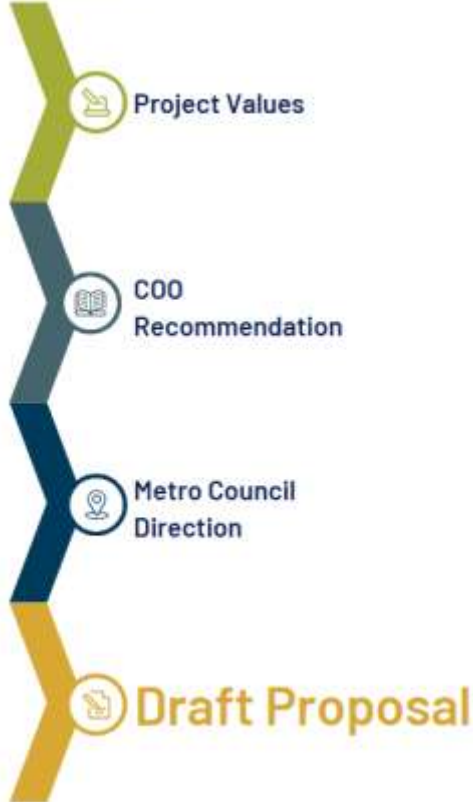 Project Values
COO
Recommendation
Metro Council
Direction
Draft Proposal